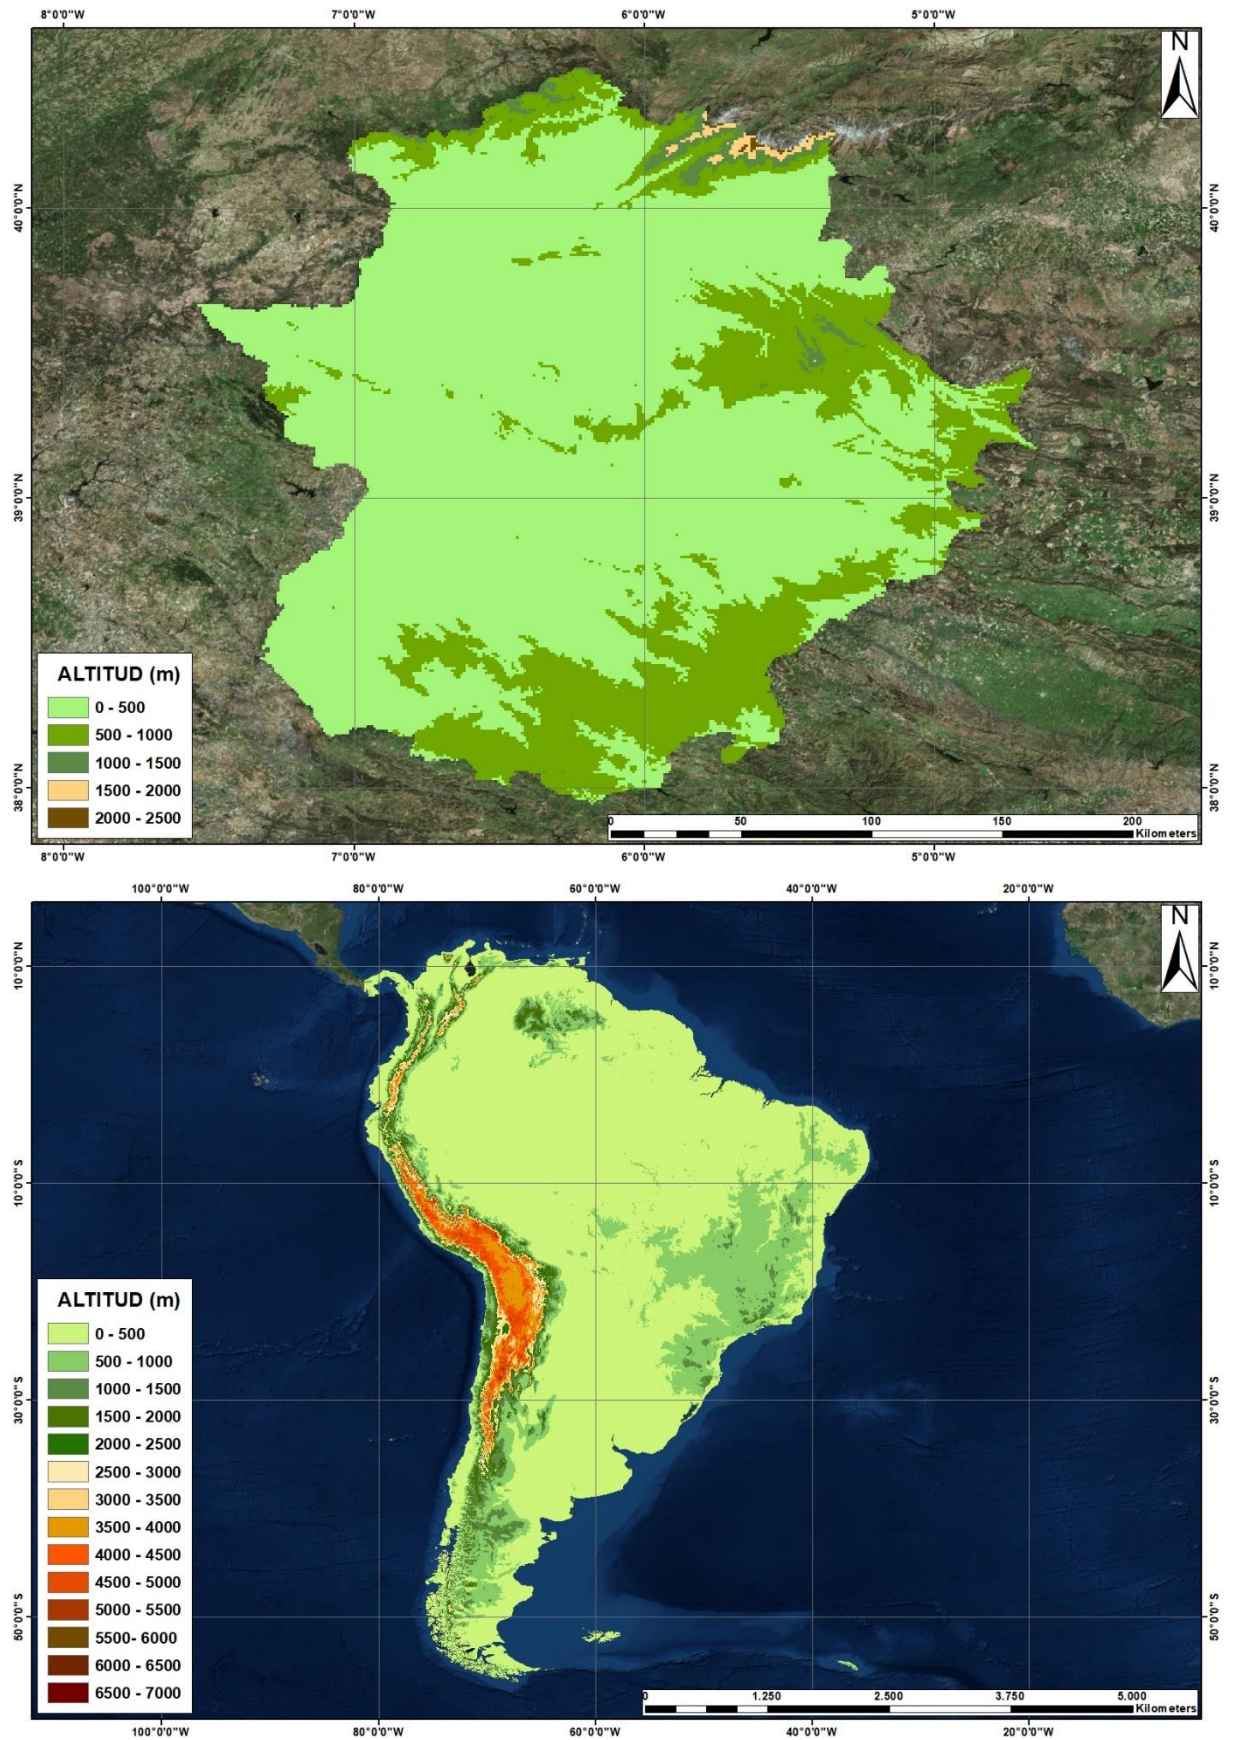 8°0'0"W 7°0'0"W 6°0'0"W 5°0'0"W
N
40°0'0"N 40°0'0"N
39°0'0"N 39°0'0"N
38°0'0"N 38°0'0"N
ALTITUD (m)
0 - 500
500 - 1000
1000 - 1500
1500 - 2000
2000 - 2500
0 50 100 150 200
Kilometers
8°0'0"W 7°0'0"W 6°0'0"W 5°0'0"W
100°0'0"W 80°0'0"W 60°0'0"W 40°0'0"W 20°0'0"W
N
10°0'0"N 10°0'0"N
10°0'0"S 10°0'0"S
30°0'0"S 30°0'0"S
50°0'0"S 50°0'0"S
ALTITUD (m)
0 - 500
500 - 1000
1000 - 1500
1500 - 2000
2000 - 2500
2500 - 3000
3000 - 3500
3500 - 4000
4000 - 4500
4500 - 5000
5000 - 5500
5500- 6000
6000 - 6500
6500 - 7000
0 1.250 2.500 3.750 5.000
Kilometers
100°0'0"W 80°0'0"W 60°0'0"W 40°0'0"W 20°0'0"W